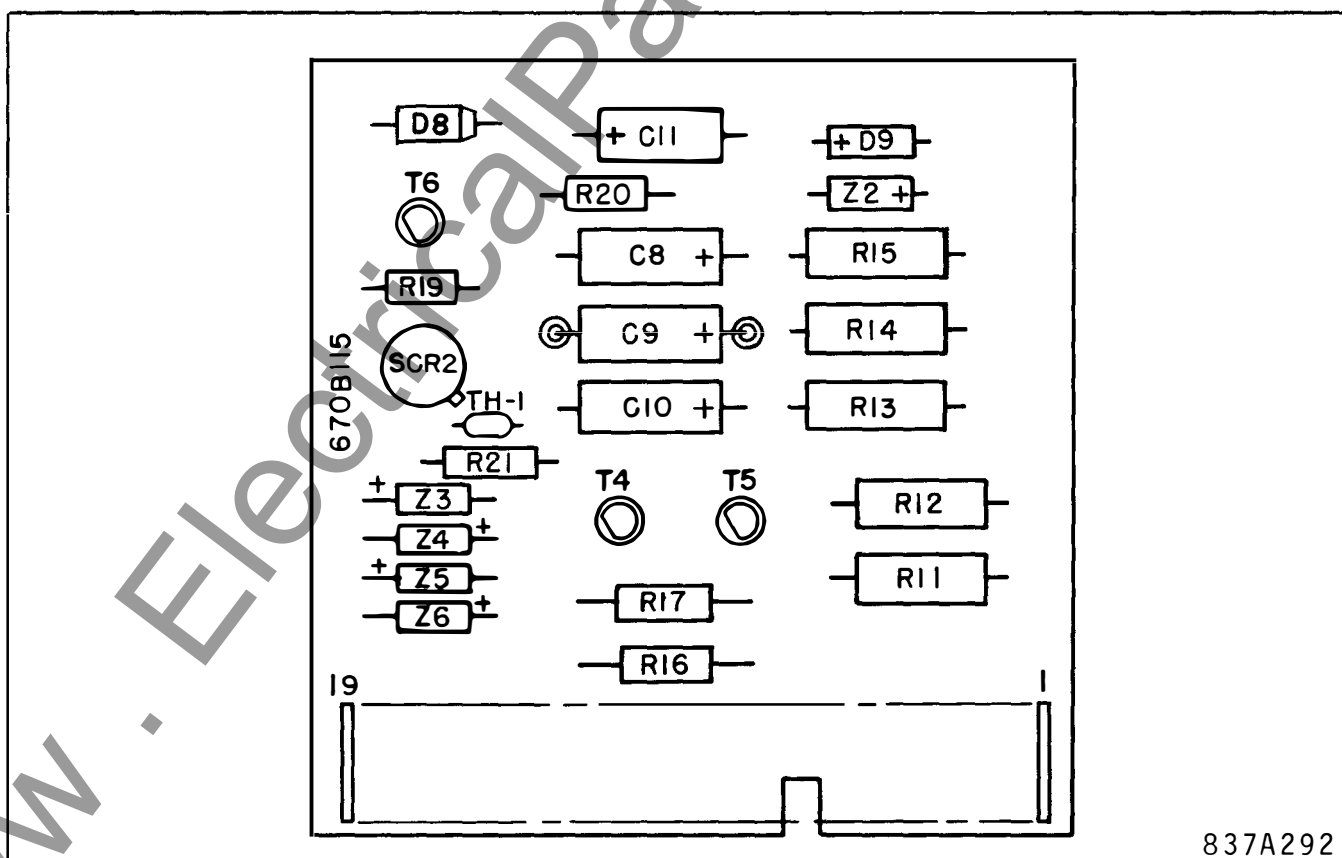 D8
+ C11
+ D9
T6
R20
Z2 +
C8 +
R15
R19
C9 +
R14
670B115
SCR2
TH-1
C10 +
R13
R21
T4
T5
+ Z3
R12
Z4 +
+ Z5
R11
Z6 +
R17
R16
19
1
837A292
w . ElectricalPa